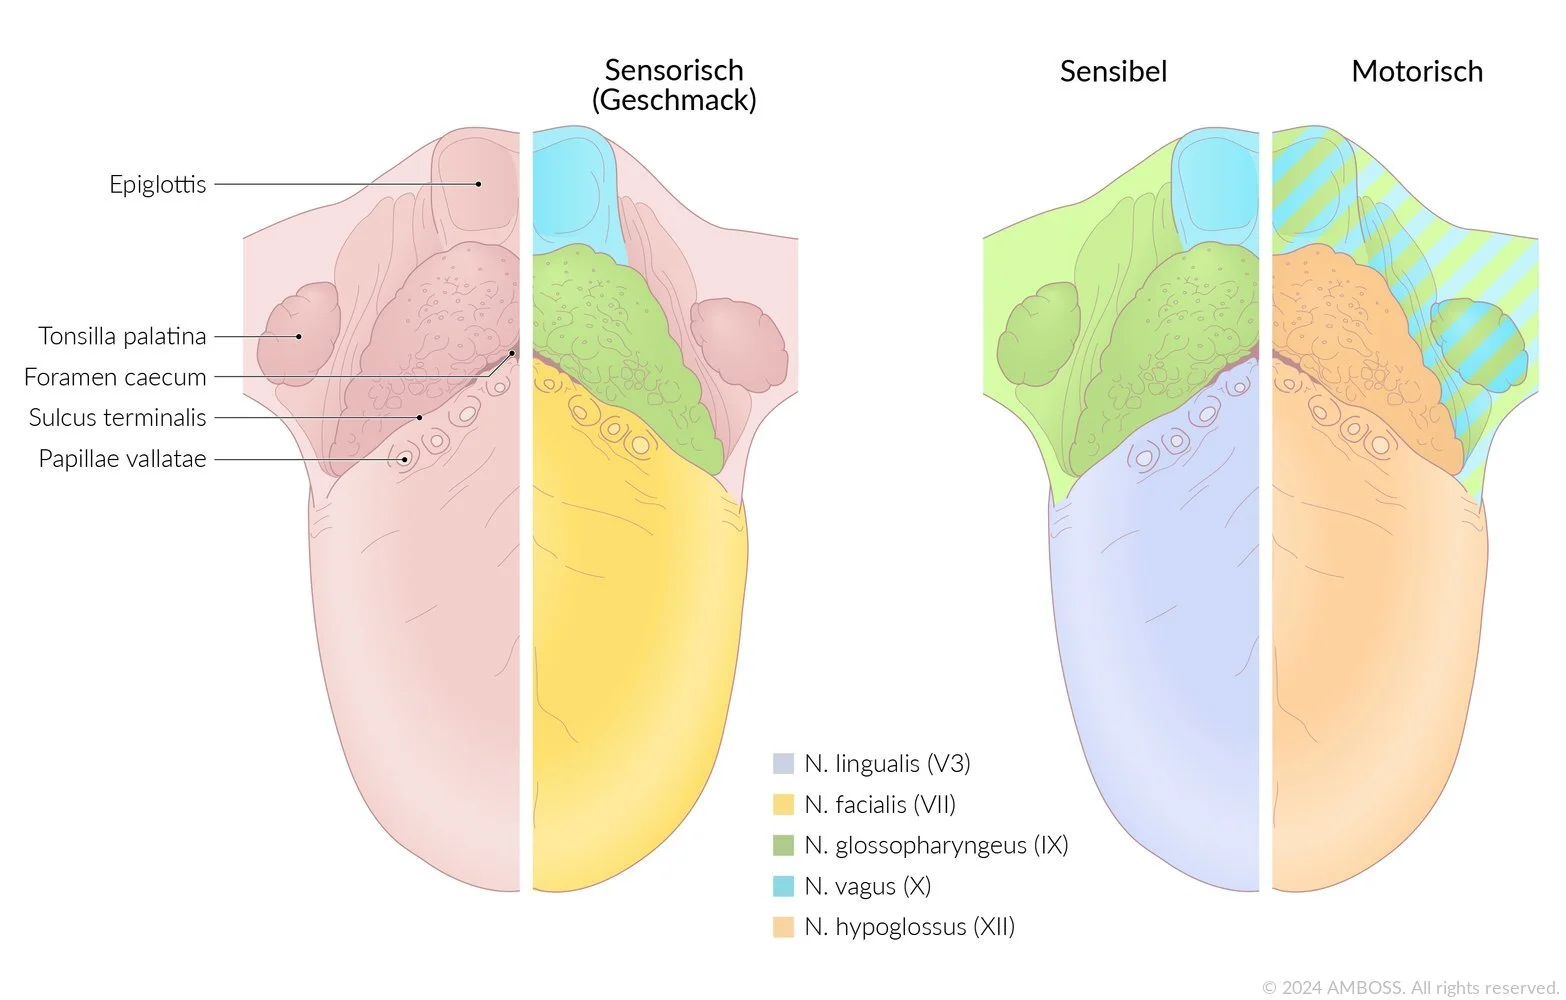 Sensorisch
(Geschmack)
Sensibel
Motorisch
Epiglottis
Tonsilla palatina
Foramen caecum
Sulcus terminalis
Papillae vallatae
N. lingualis (V3)
N. facialis (VII)
N. glossopharyngeus (IX)
N. vagus (X)
N. hypoglossus (XII)
© 2024 AMBOSS. All rights reserved.